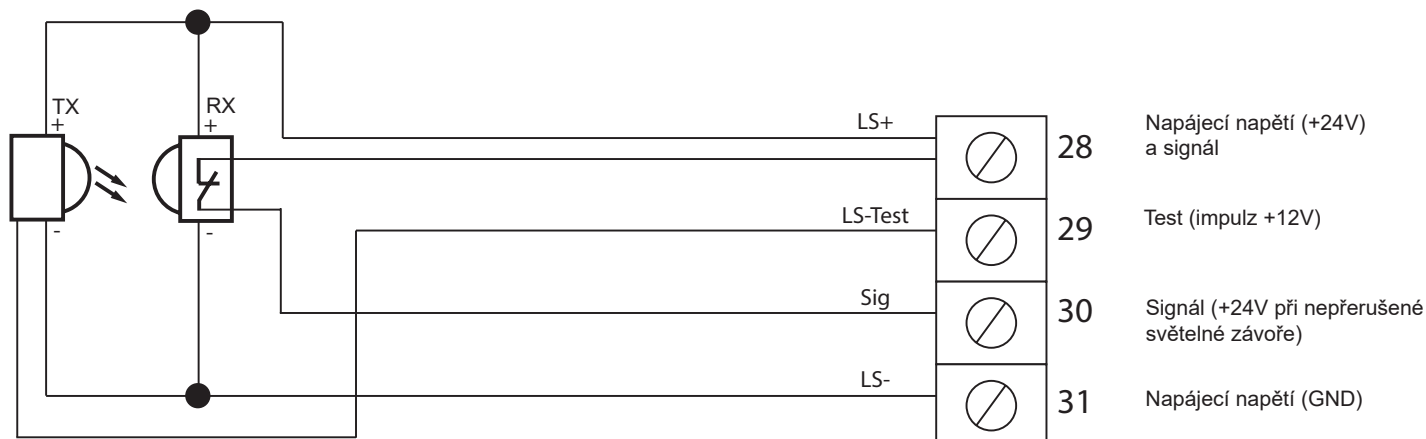 TX
+
-
RX
+
-
LS+
28
Napájecí napětí (+24V)
a signál
LS-Test
29
Test (impulz +12V)
Sig
30
Signál (+24V při nepřerušené
světelné závoře)
LS-
31
Napájecí napětí (GND)